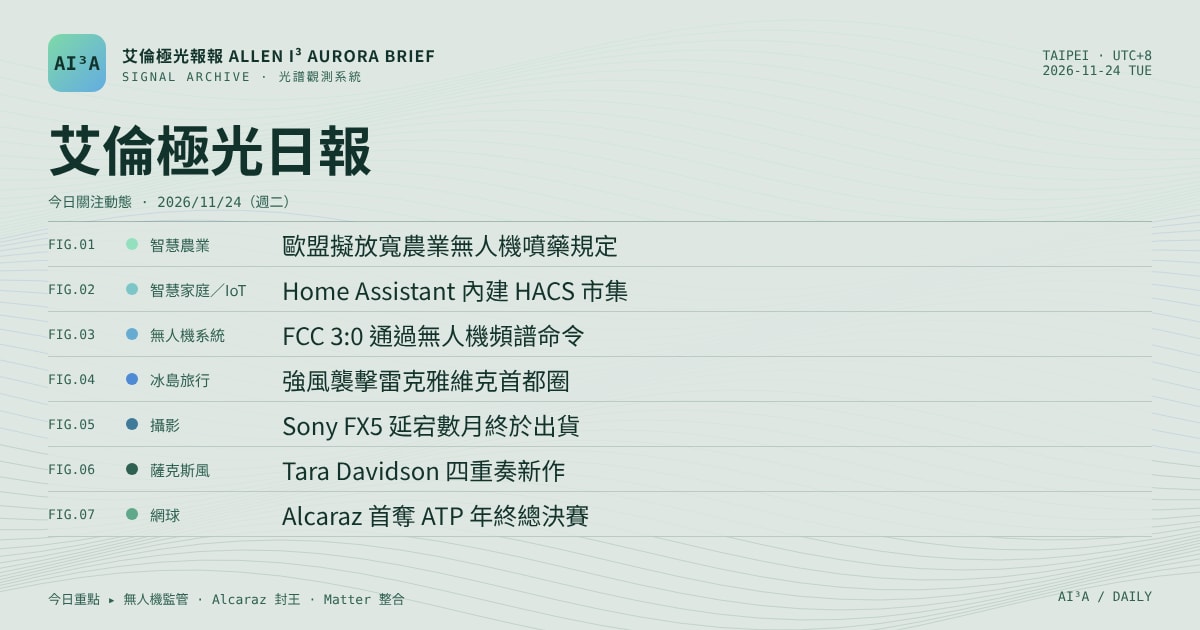 AI³A
艾倫極光報報 ALLEN I³ AURORA BRIEF
SIGNAL ARCHIVE · 光譜觀測系統
TAIPEI · UTC+8
2026-11-24 TUE
艾倫極光日報
今日關注動態 · 2026/11/24（週二）
FIG.01 智慧農業 歐盟擬放寬農業無人機噴藥規定
FIG.02 智慧家庭／IoT Home Assistant 內建 HACS 市集
FIG.03 無人機系統 FCC 3:0 通過無人機頻譜命令
FIG.04 冰島旅行 強風襲擊雷克雅維克首都圈
FIG.05 攝影 Sony FX5 延宕數月終於出貨
FIG.06 薩克斯風 Tara Davidson 四重奏新作
FIG.07 網球 Alcaraz 首奪 ATP 年終總決賽
今日重點 ▸ 無人機監管 · Alcaraz 封王 · Matter 整合
AI³A / DAILY